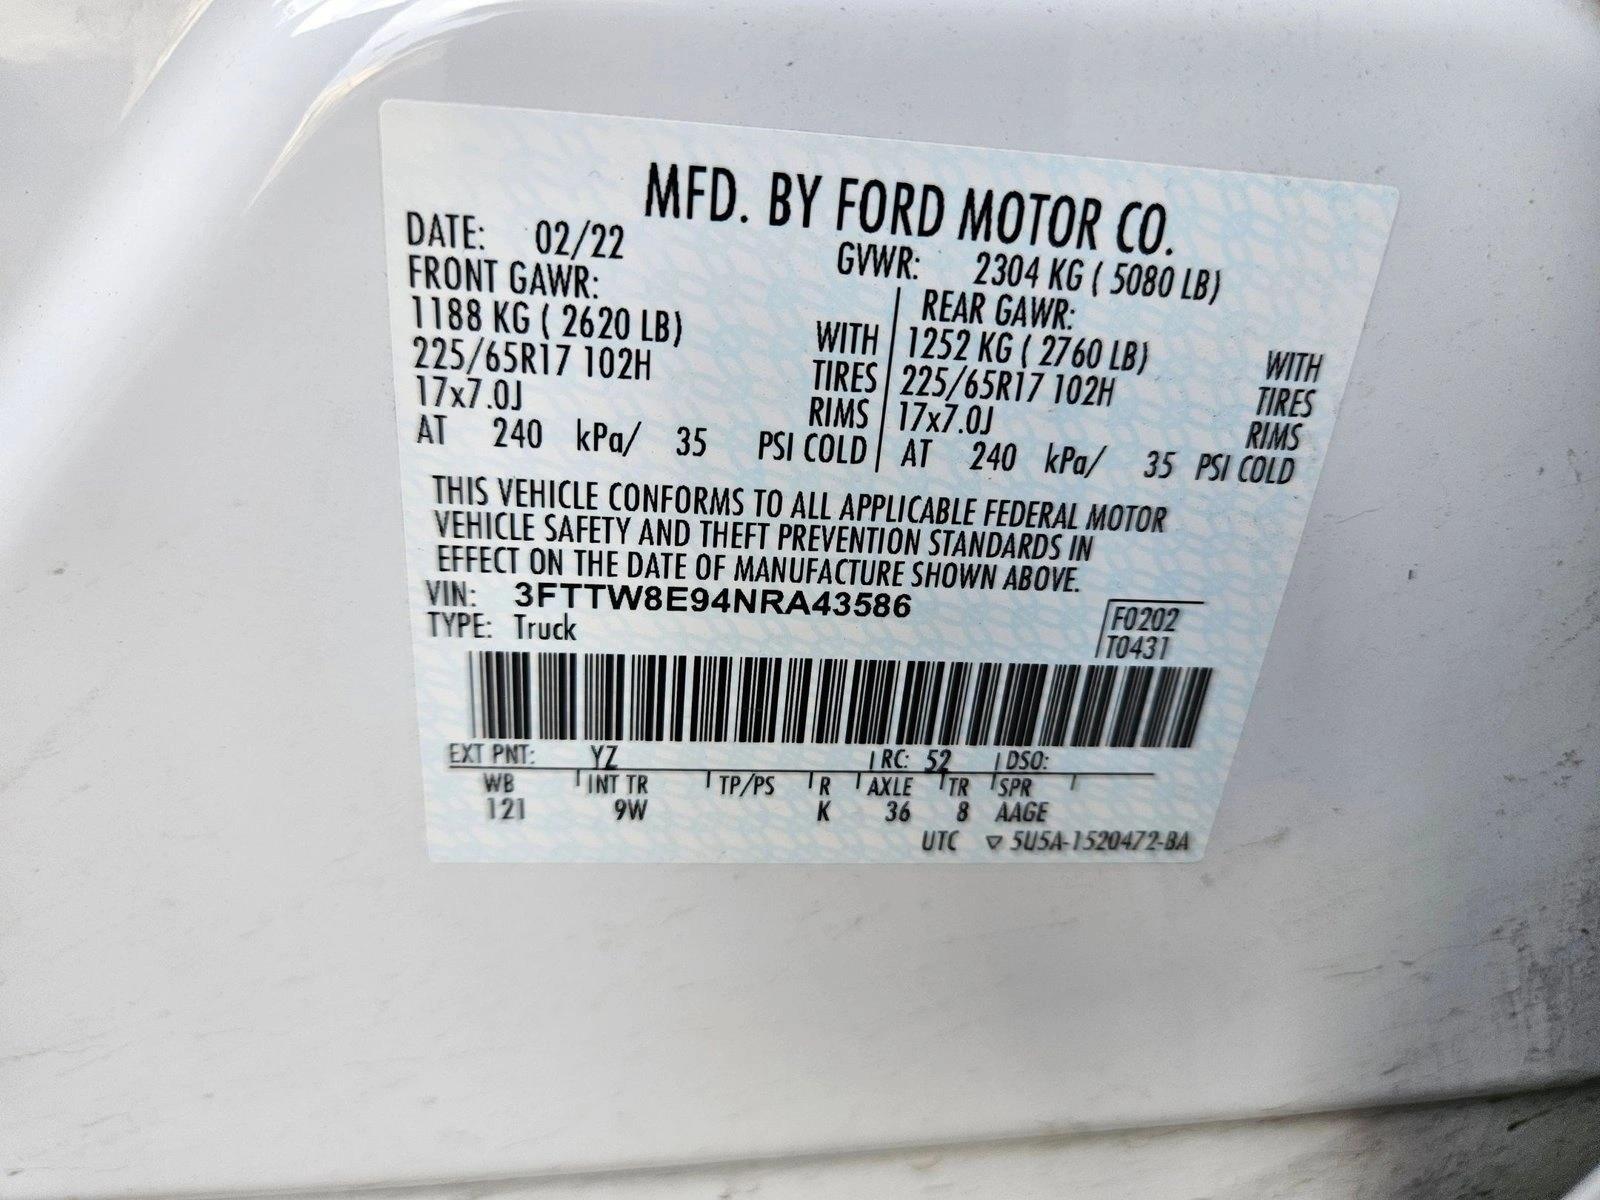 MFD. BY FORD MOTOR CO.
DATE: 02/22 GVWR: 2304 KG ( 5080 LB)
FRONT GAWR: REAR GAWR:
1188 KG ( 2620 LB) WITH 1252 KG ( 2760 LB) WITH
225/65R17 102H TIRES 225/65R17 102H TIRES
17x7.0J RIMS 17x7.0J RIMS
AT 240 kPa/ 35 PSI COLD AT 240 kPa/ 35 PSI COLD
THIS VEHICLE CONFORMS TO ALL APPLICABLE FEDERAL MOTOR
VEHICLE SAFETY AND THEFT PREVENTION STANDARDS IN
EFFECT ON THE DATE OF MANUFACTURE SHOWN ABOVE.
VIN: 3FTTW8E94NRA43586 F0202
TYPE: Truck T0431
EXT PNT: YZ RC: 52 DSO:
WB INT TR TP/PS R AXLE TR SPR
121 9W K 36 8 AAGE
UTC ▽ 5U5A-1520472-BA